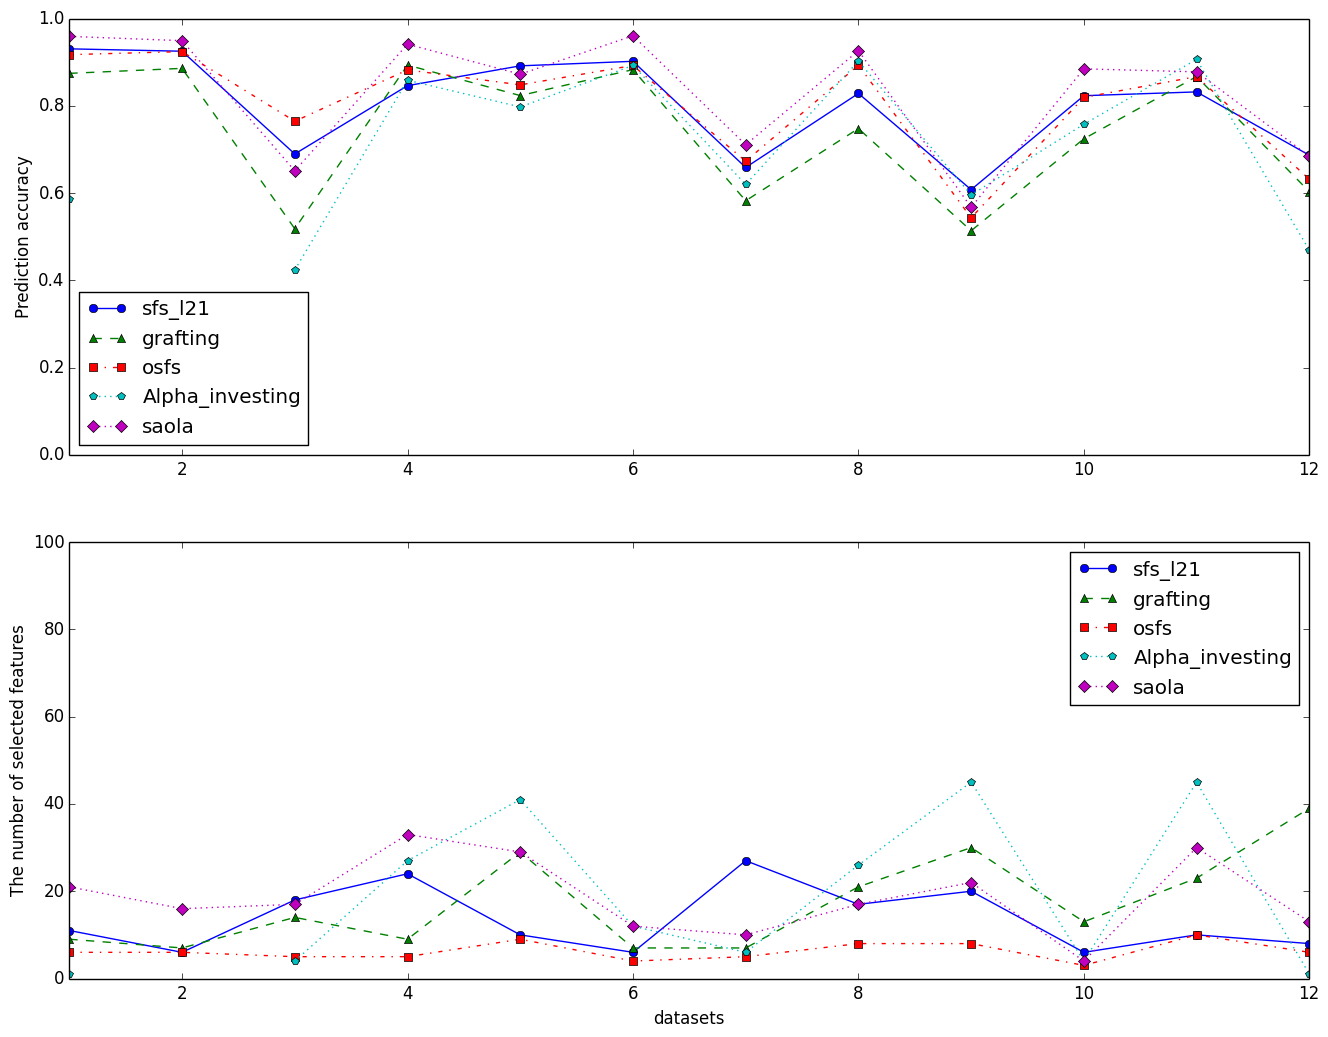 1.0
0.8
0.6
0.4
0.2
0.0
Prediction accuracy
sfs_l21
grafting
osfs
Alpha_investing
saola
2 4 6 8 10 12
100
80
60
40
20
0
The number of selected features
sfs_l21
grafting
osfs
Alpha_investing
saola
2 4 6 8 10 12
datasets